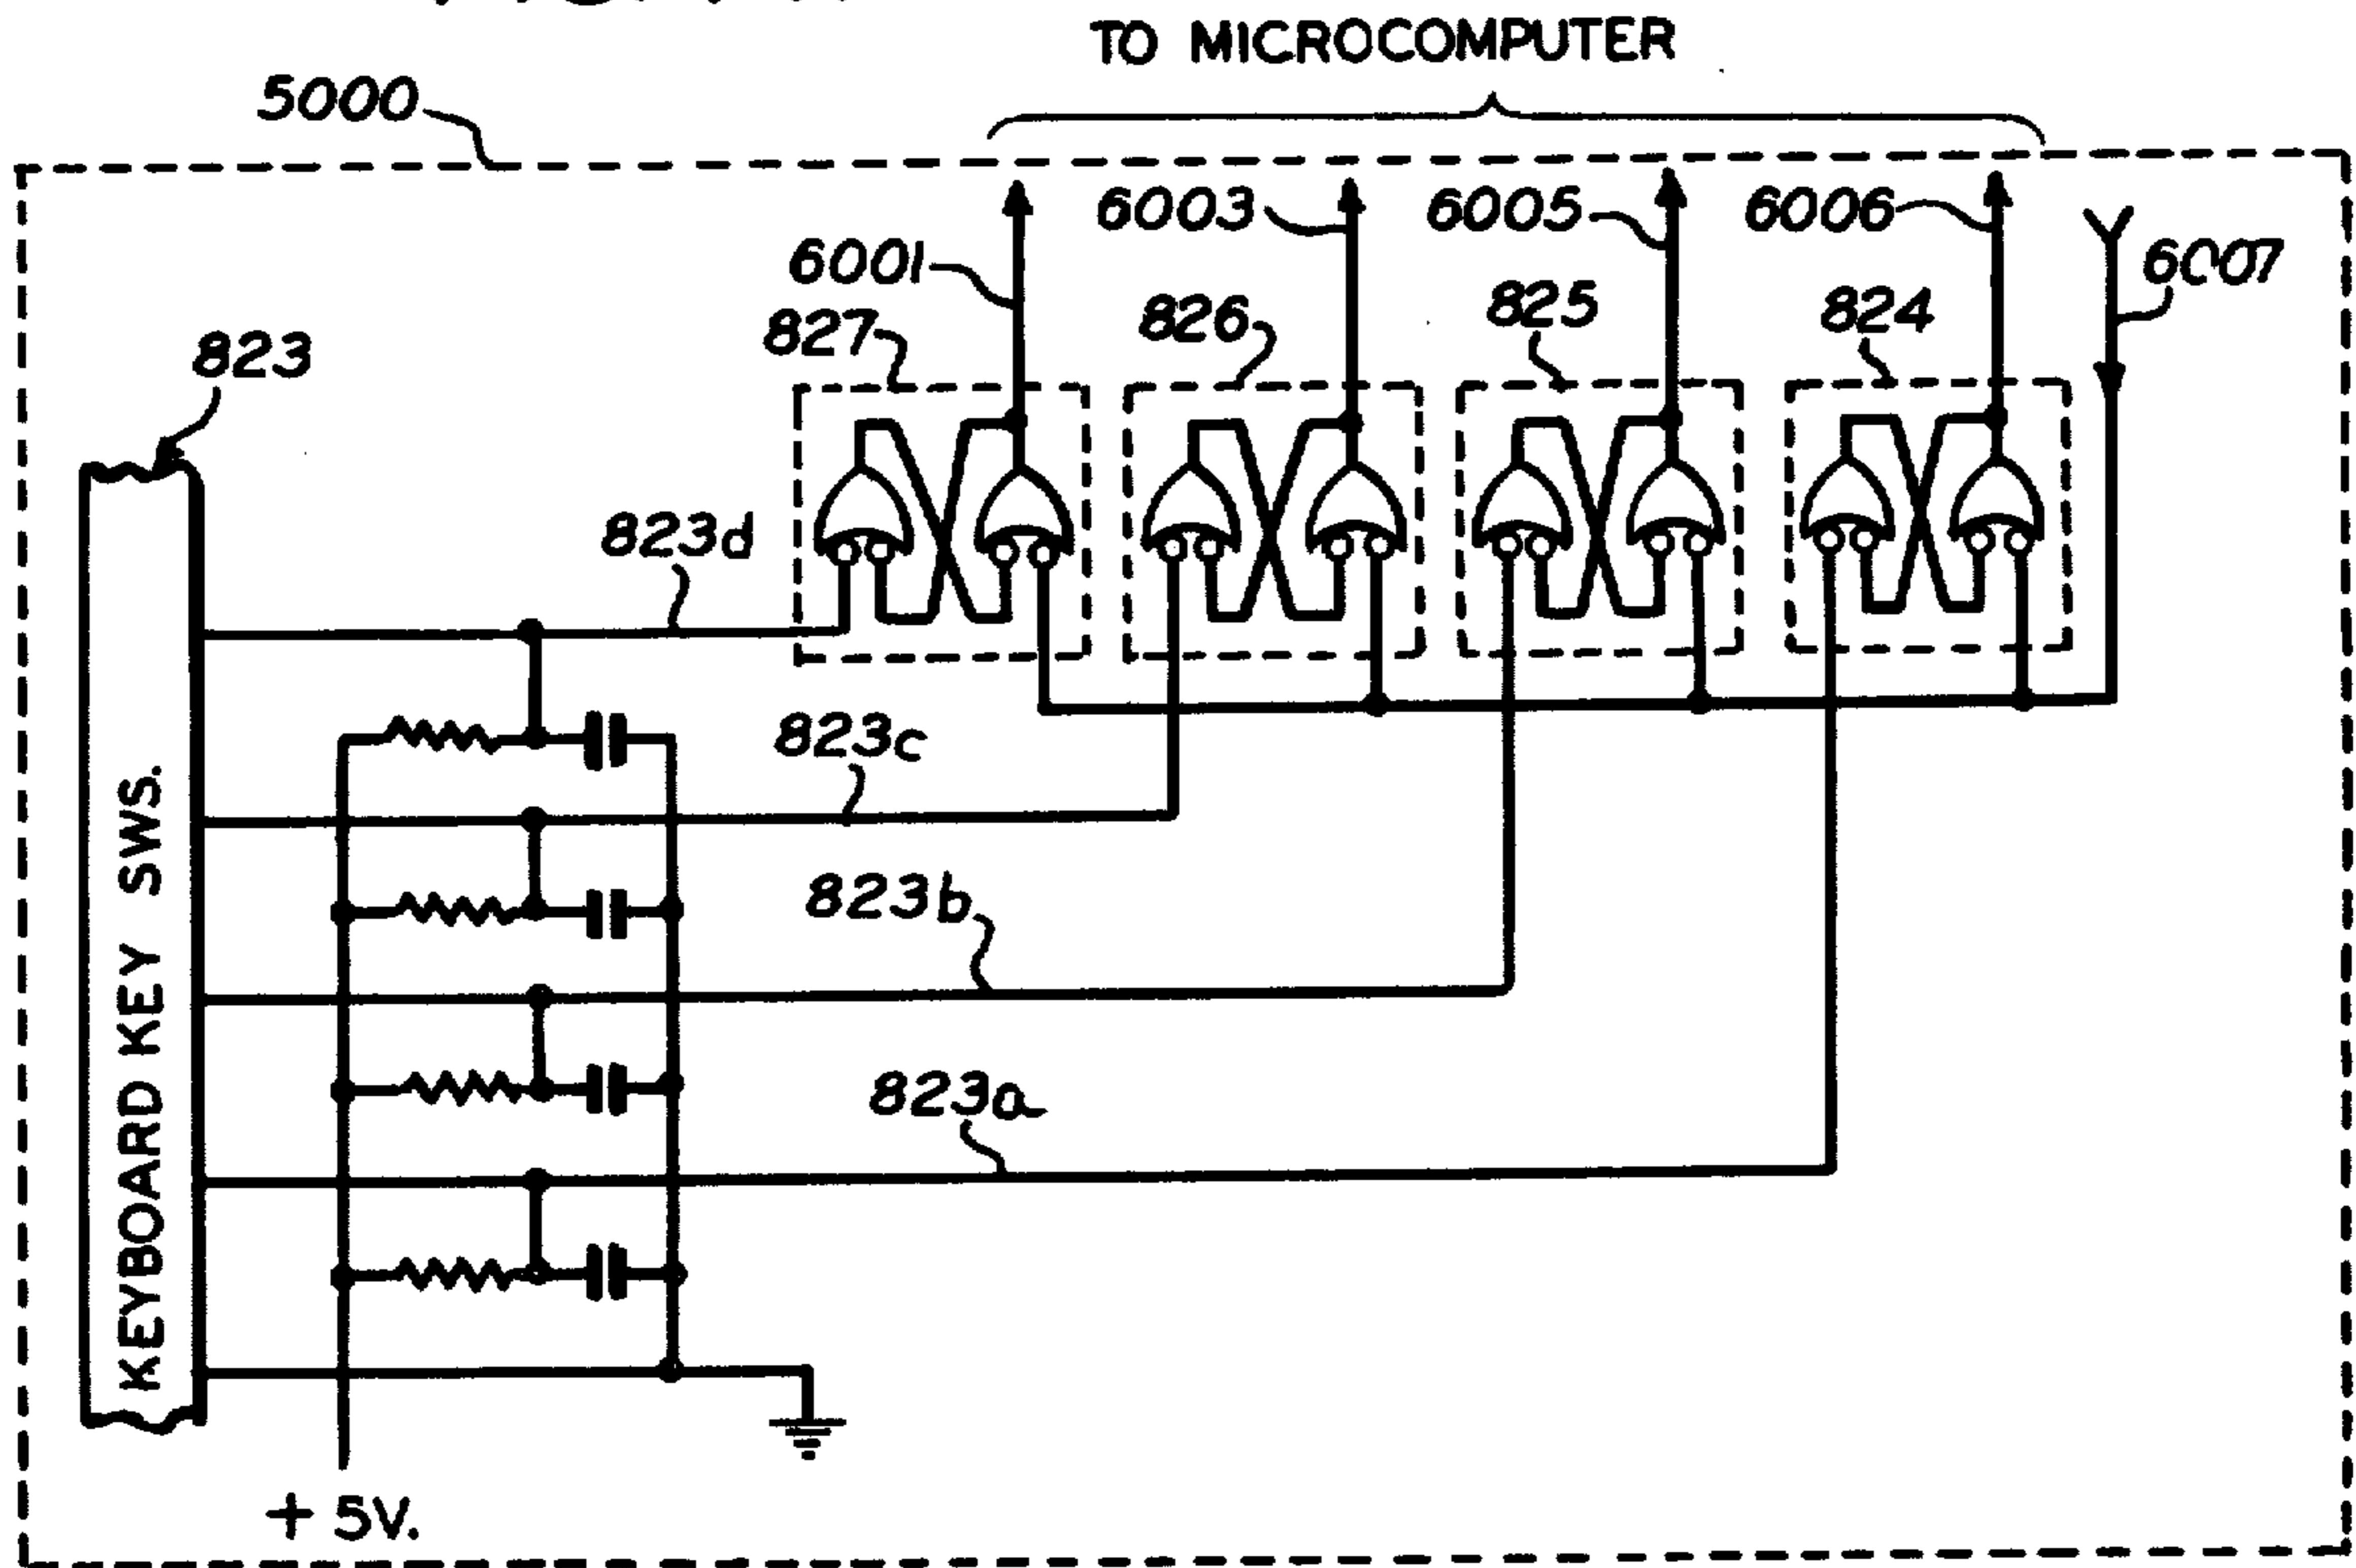 TO MICROCOMPUTER
5000
6003
6005
6006
6007
6001
827
826
825
824
823
823d
823c
823b
823a
KEYBOARD KEY SWS.
+ 5V.